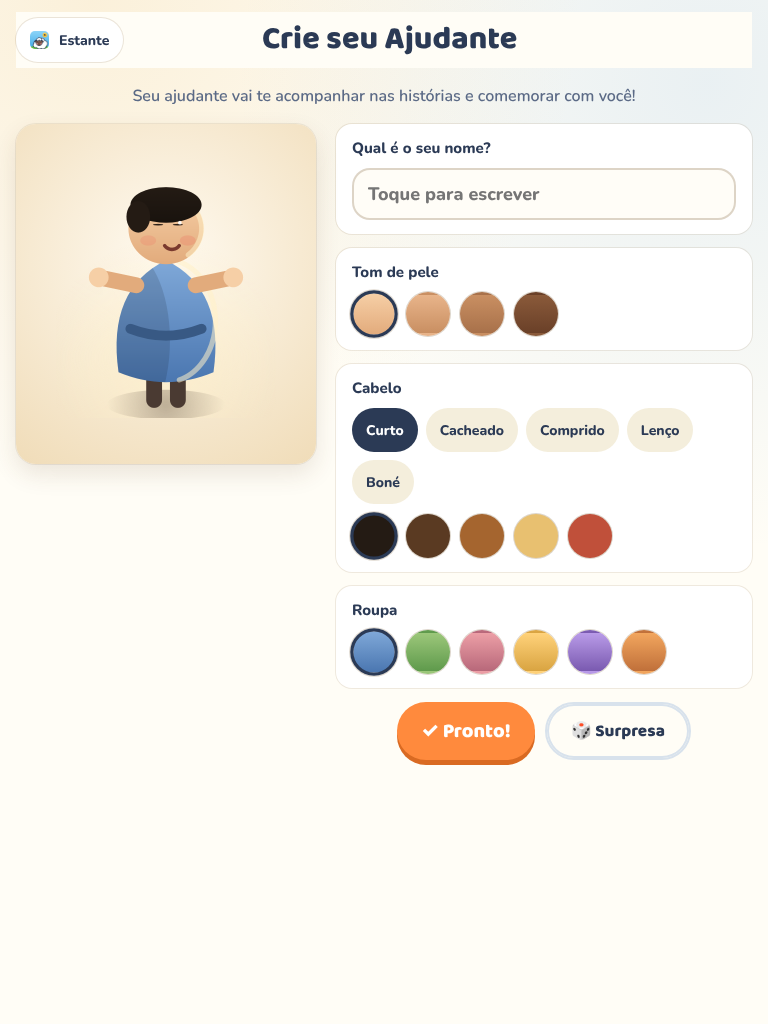 Estante
Crie seu Ajudante
Seu ajudante vai te acompanhar nas histórias e comemorar com você!
Qual é o seu nome?
Toque para escrever
Tom de pele
Cabelo
Curto
Cacheado
Comprido
Lenço
Boné
Roupa
✓ Pronto!
🎲 Surpresa